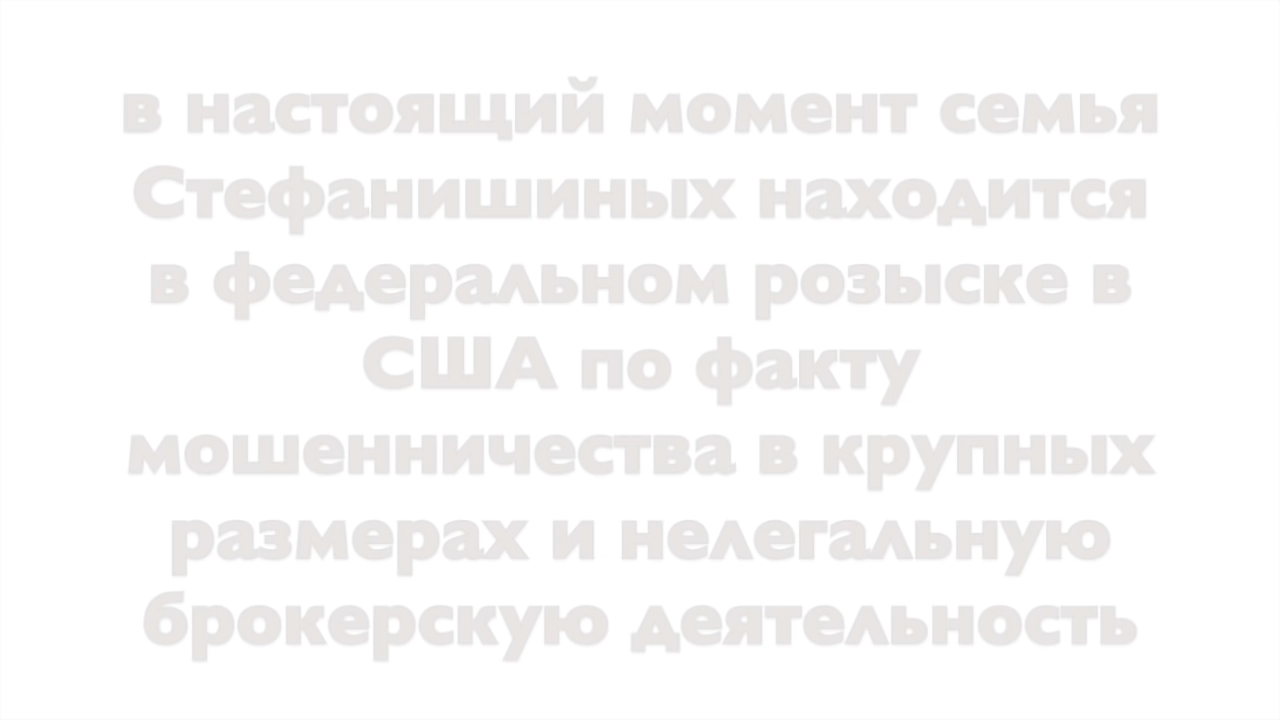 в настоящий момент семья
Стефанишиных находится
в федеральном розыске в
США по факту
мошенничества в крупных
размерах и нелегальную
брокерскую деятельность